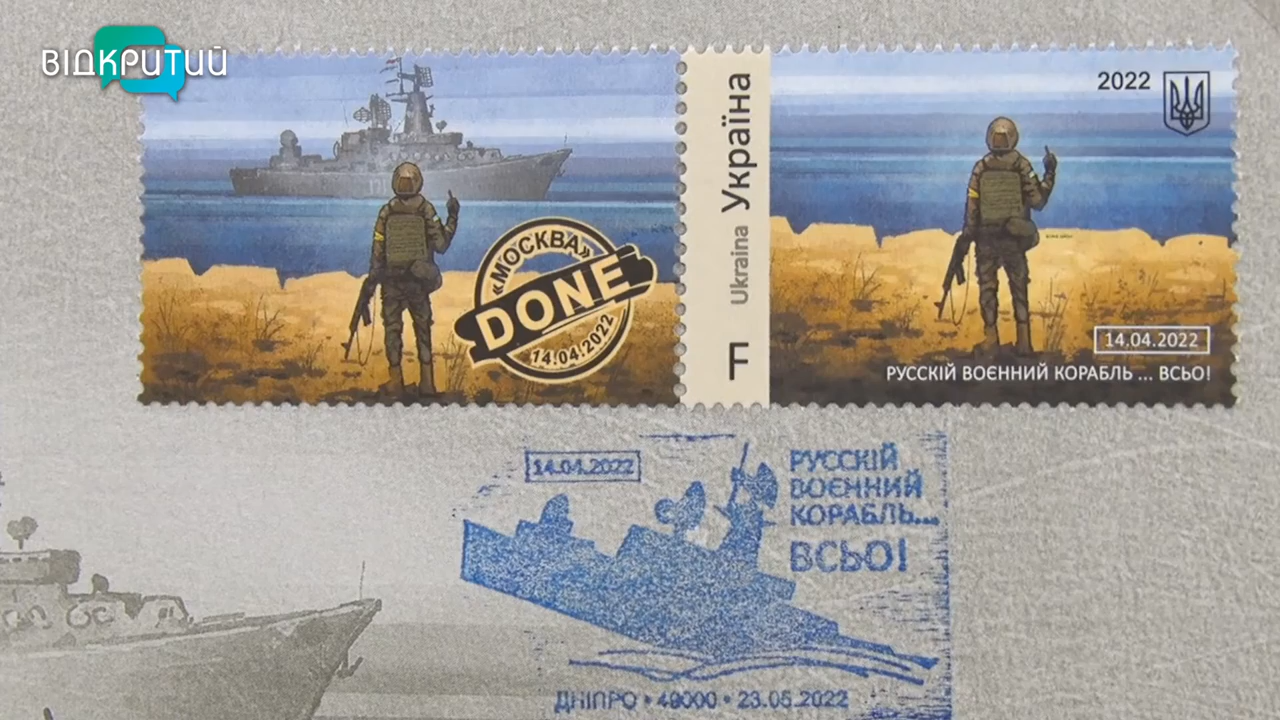 ВІДКРИТИЙ
«МОСКВА»
DONE
14.04.2022
Ukraina Україна
F
2022
14.04.2022
РУССКІЙ ВОЄННИЙ КОРАБЛЬ ... ВСЬО!
14.04.2022
РУССКІЙ
ВОЄННИЙ
КОРАБЛЬ...
ВСЬО!
ДНІПРО • 49000 • 23.05.2022